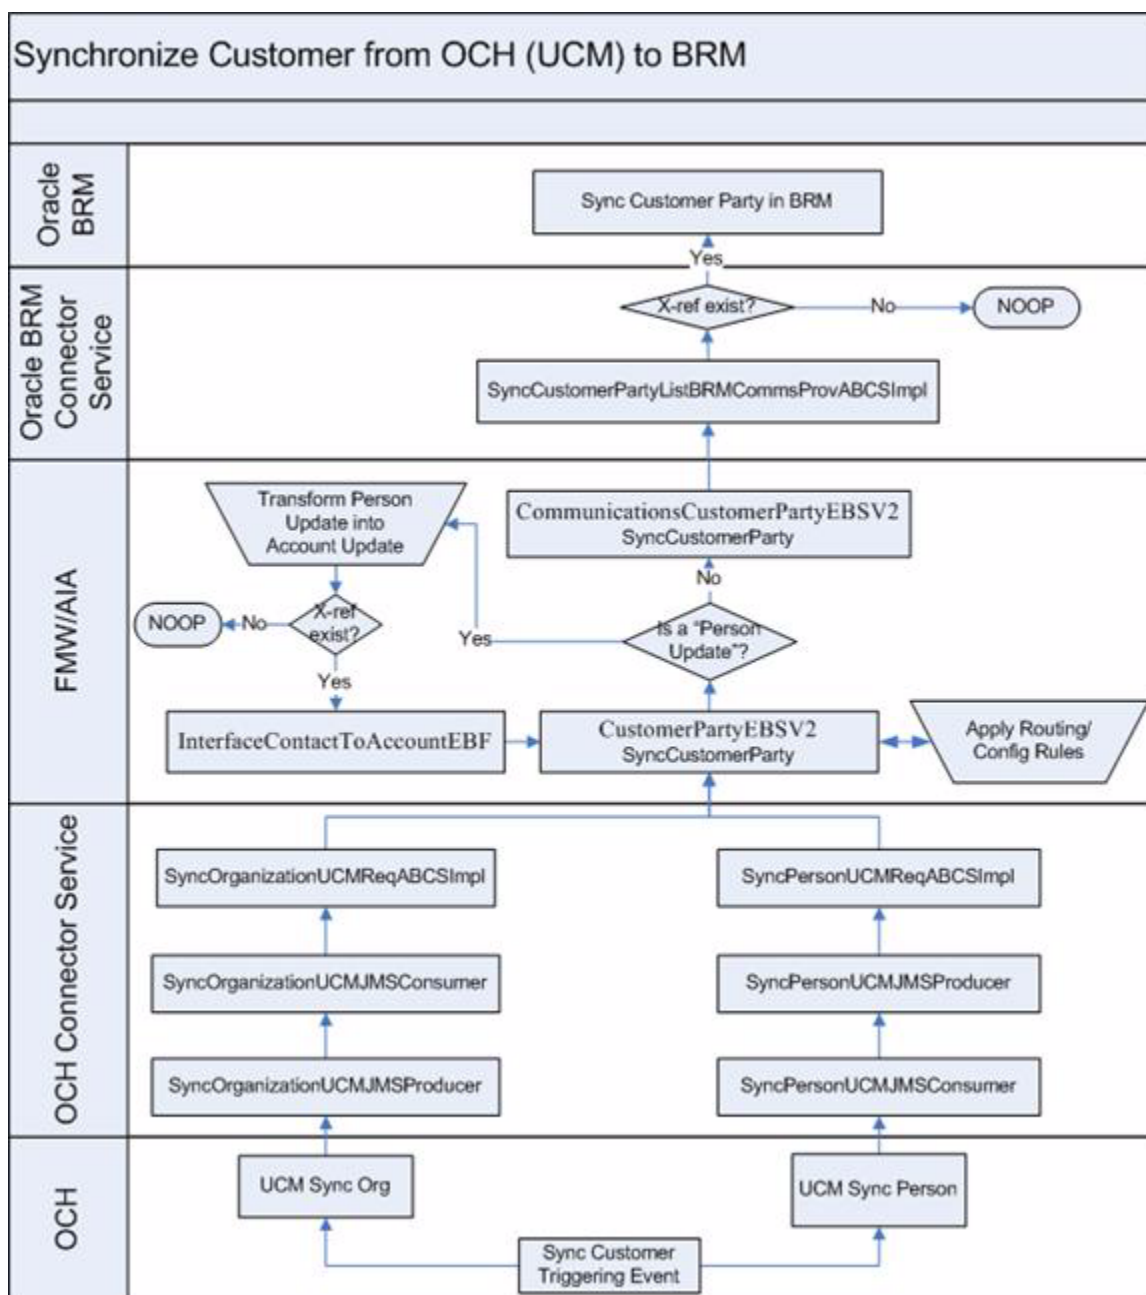 Synchronize Customer from OCH (UCM) to BRM
Oracle
BRM
Sync Customer Party in BRM
Yes
Oracle BRM
Connector
Service
X-ref exist?
No
NOOP
SyncCustomerPartyListBRMCommsProvABCSImpl
FMW/AIA
Transform Person
Update into
Account Update
CommunicationsCustomerPartyEBSV2
SyncCustomerParty
No
NOOP
No
X-ref
exist?
Yes
Is a “Person
Update”?
Yes
InterfaceContactToAccountEBF
CustomerPartyEBSV2
SyncCustomerParty
Apply Routing/
Config Rules
OCH Connector Service
SyncOrganizationUCMReqABCSImpl
SyncPersonUCMReqABCSImpl
SyncOrganizationUCMJMSConsumer
SyncPersonUCMJMSProducer
SyncOrganizationUCMJMSProducer
SyncPersonUCMJMSConsumer
OCH
UCM Sync Org
UCM Sync Person
Sync Customer
Triggering Event